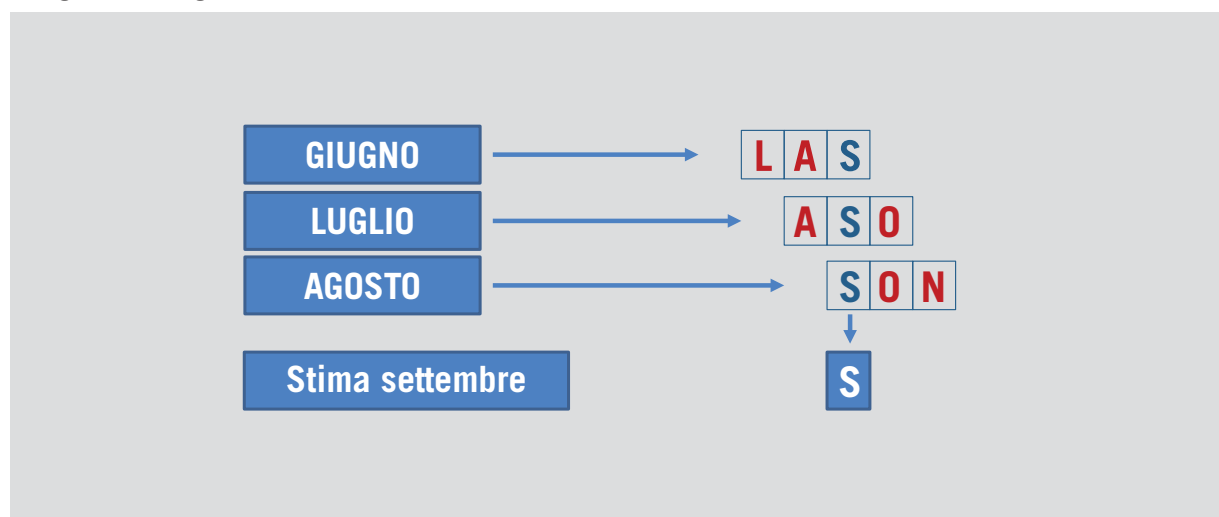 GIUGNO L A S
LUGLIO A S O
AGOSTO S O N
Stima settembre S